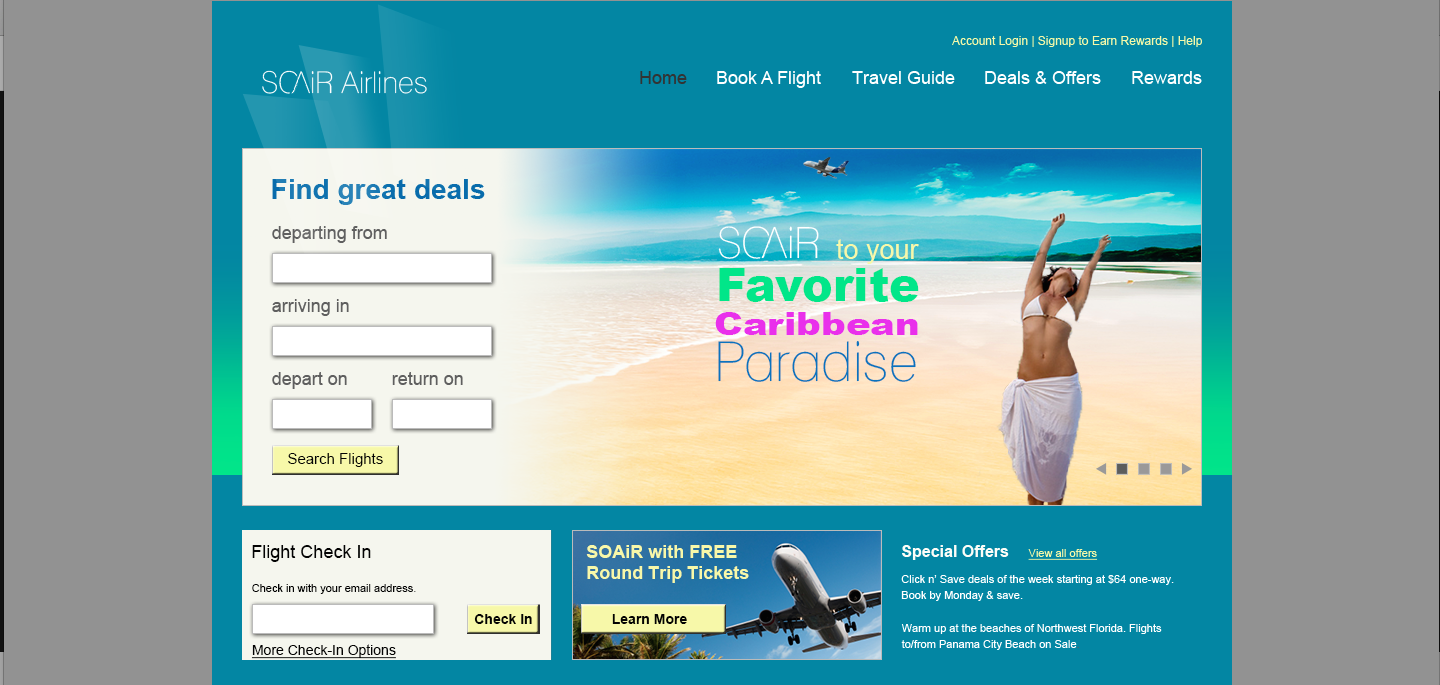 Account Login | Signup to Earn Rewards | Help
SOAiR Airlines
Home Book A Flight Travel Guide Deals & Offers Rewards
Find great deals
departing from
arriving in
depart on return on
Search Flights
SOAiR to your
Favorite
Caribbean
Paradise
Flight Check In
Check in with your email address.
Check In
More Check-In Options
SOAiR with FREE
Round Trip Tickets
Learn More
Special Offers View all offers
Click n' Save deals of the week starting at $64 one-way.
Book by Monday & save.
Warm up at the beaches of Northwest Florida. Flights
to/from Panama City Beach on Sale